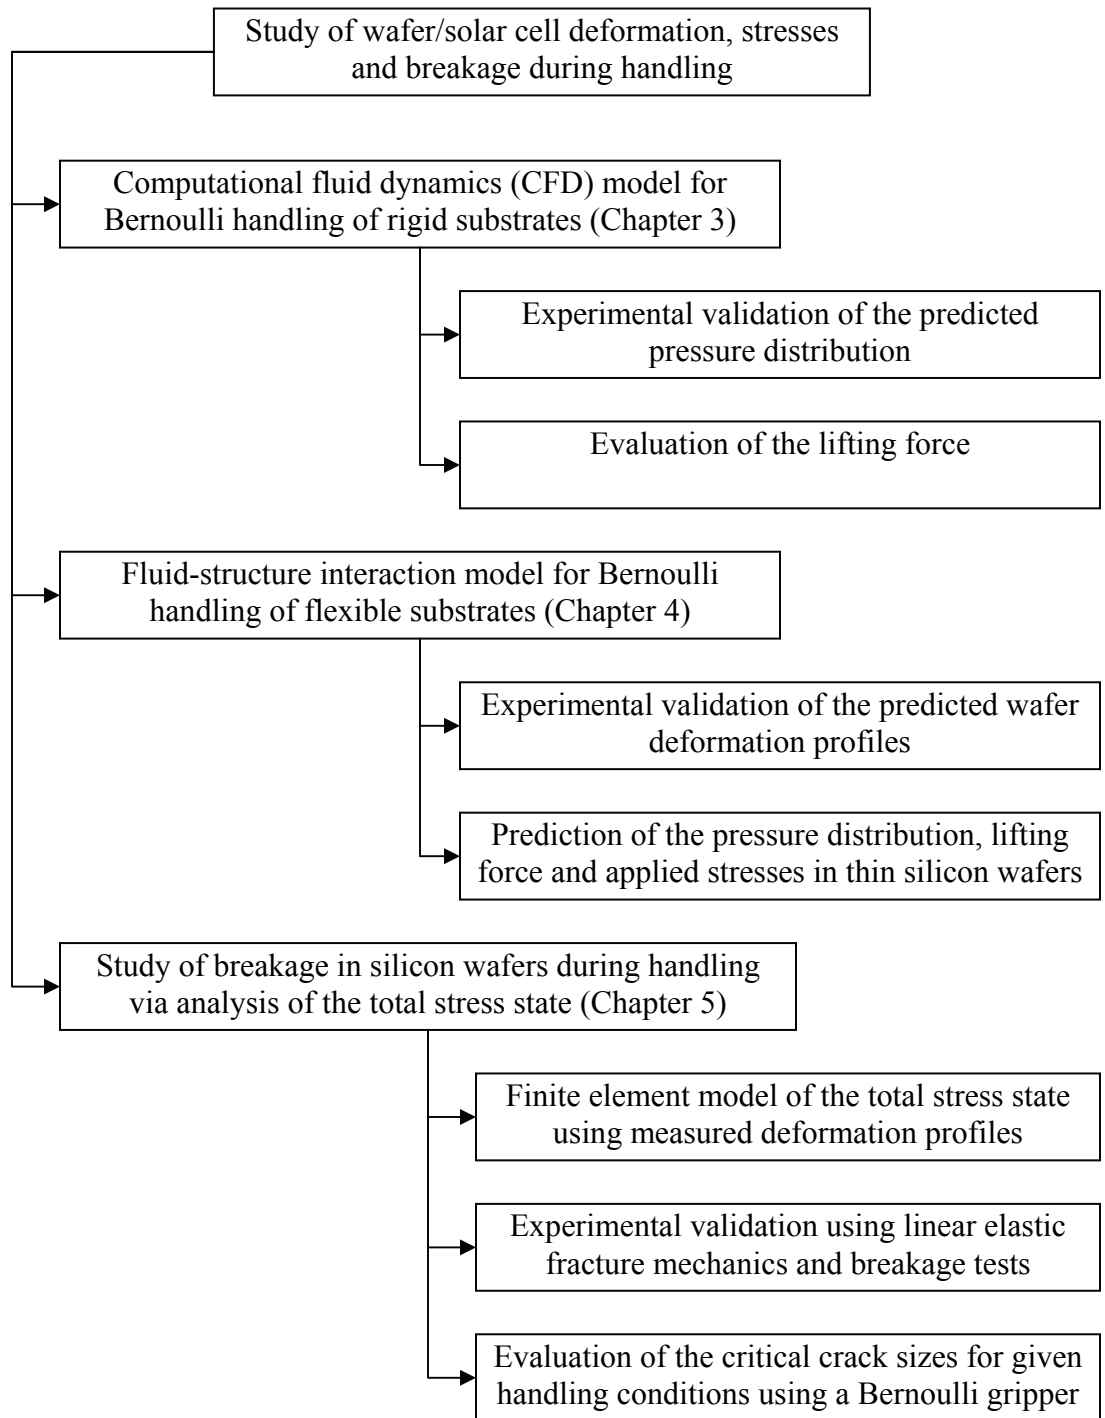 Study of wafer/solar cell deformation, stresses
and breakage during handling
Computational fluid dynamics (CFD) model for
Bernoulli handling of rigid substrates (Chapter 3)
Experimental validation of the predicted
pressure distribution
Evaluation of the lifting force
Fluid-structure interaction model for Bernoulli
handling of flexible substrates (Chapter 4)
Experimental validation of the predicted wafer
deformation profiles
Prediction of the pressure distribution, lifting
force and applied stresses in thin silicon wafers
Study of breakage in silicon wafers during handling
via analysis of the total stress state (Chapter 5)
Finite element model of the total stress state
using measured deformation profiles
Experimental validation using linear elastic
fracture mechanics and breakage tests
Evaluation of the critical crack sizes for given
handling conditions using a Bernoulli gripper